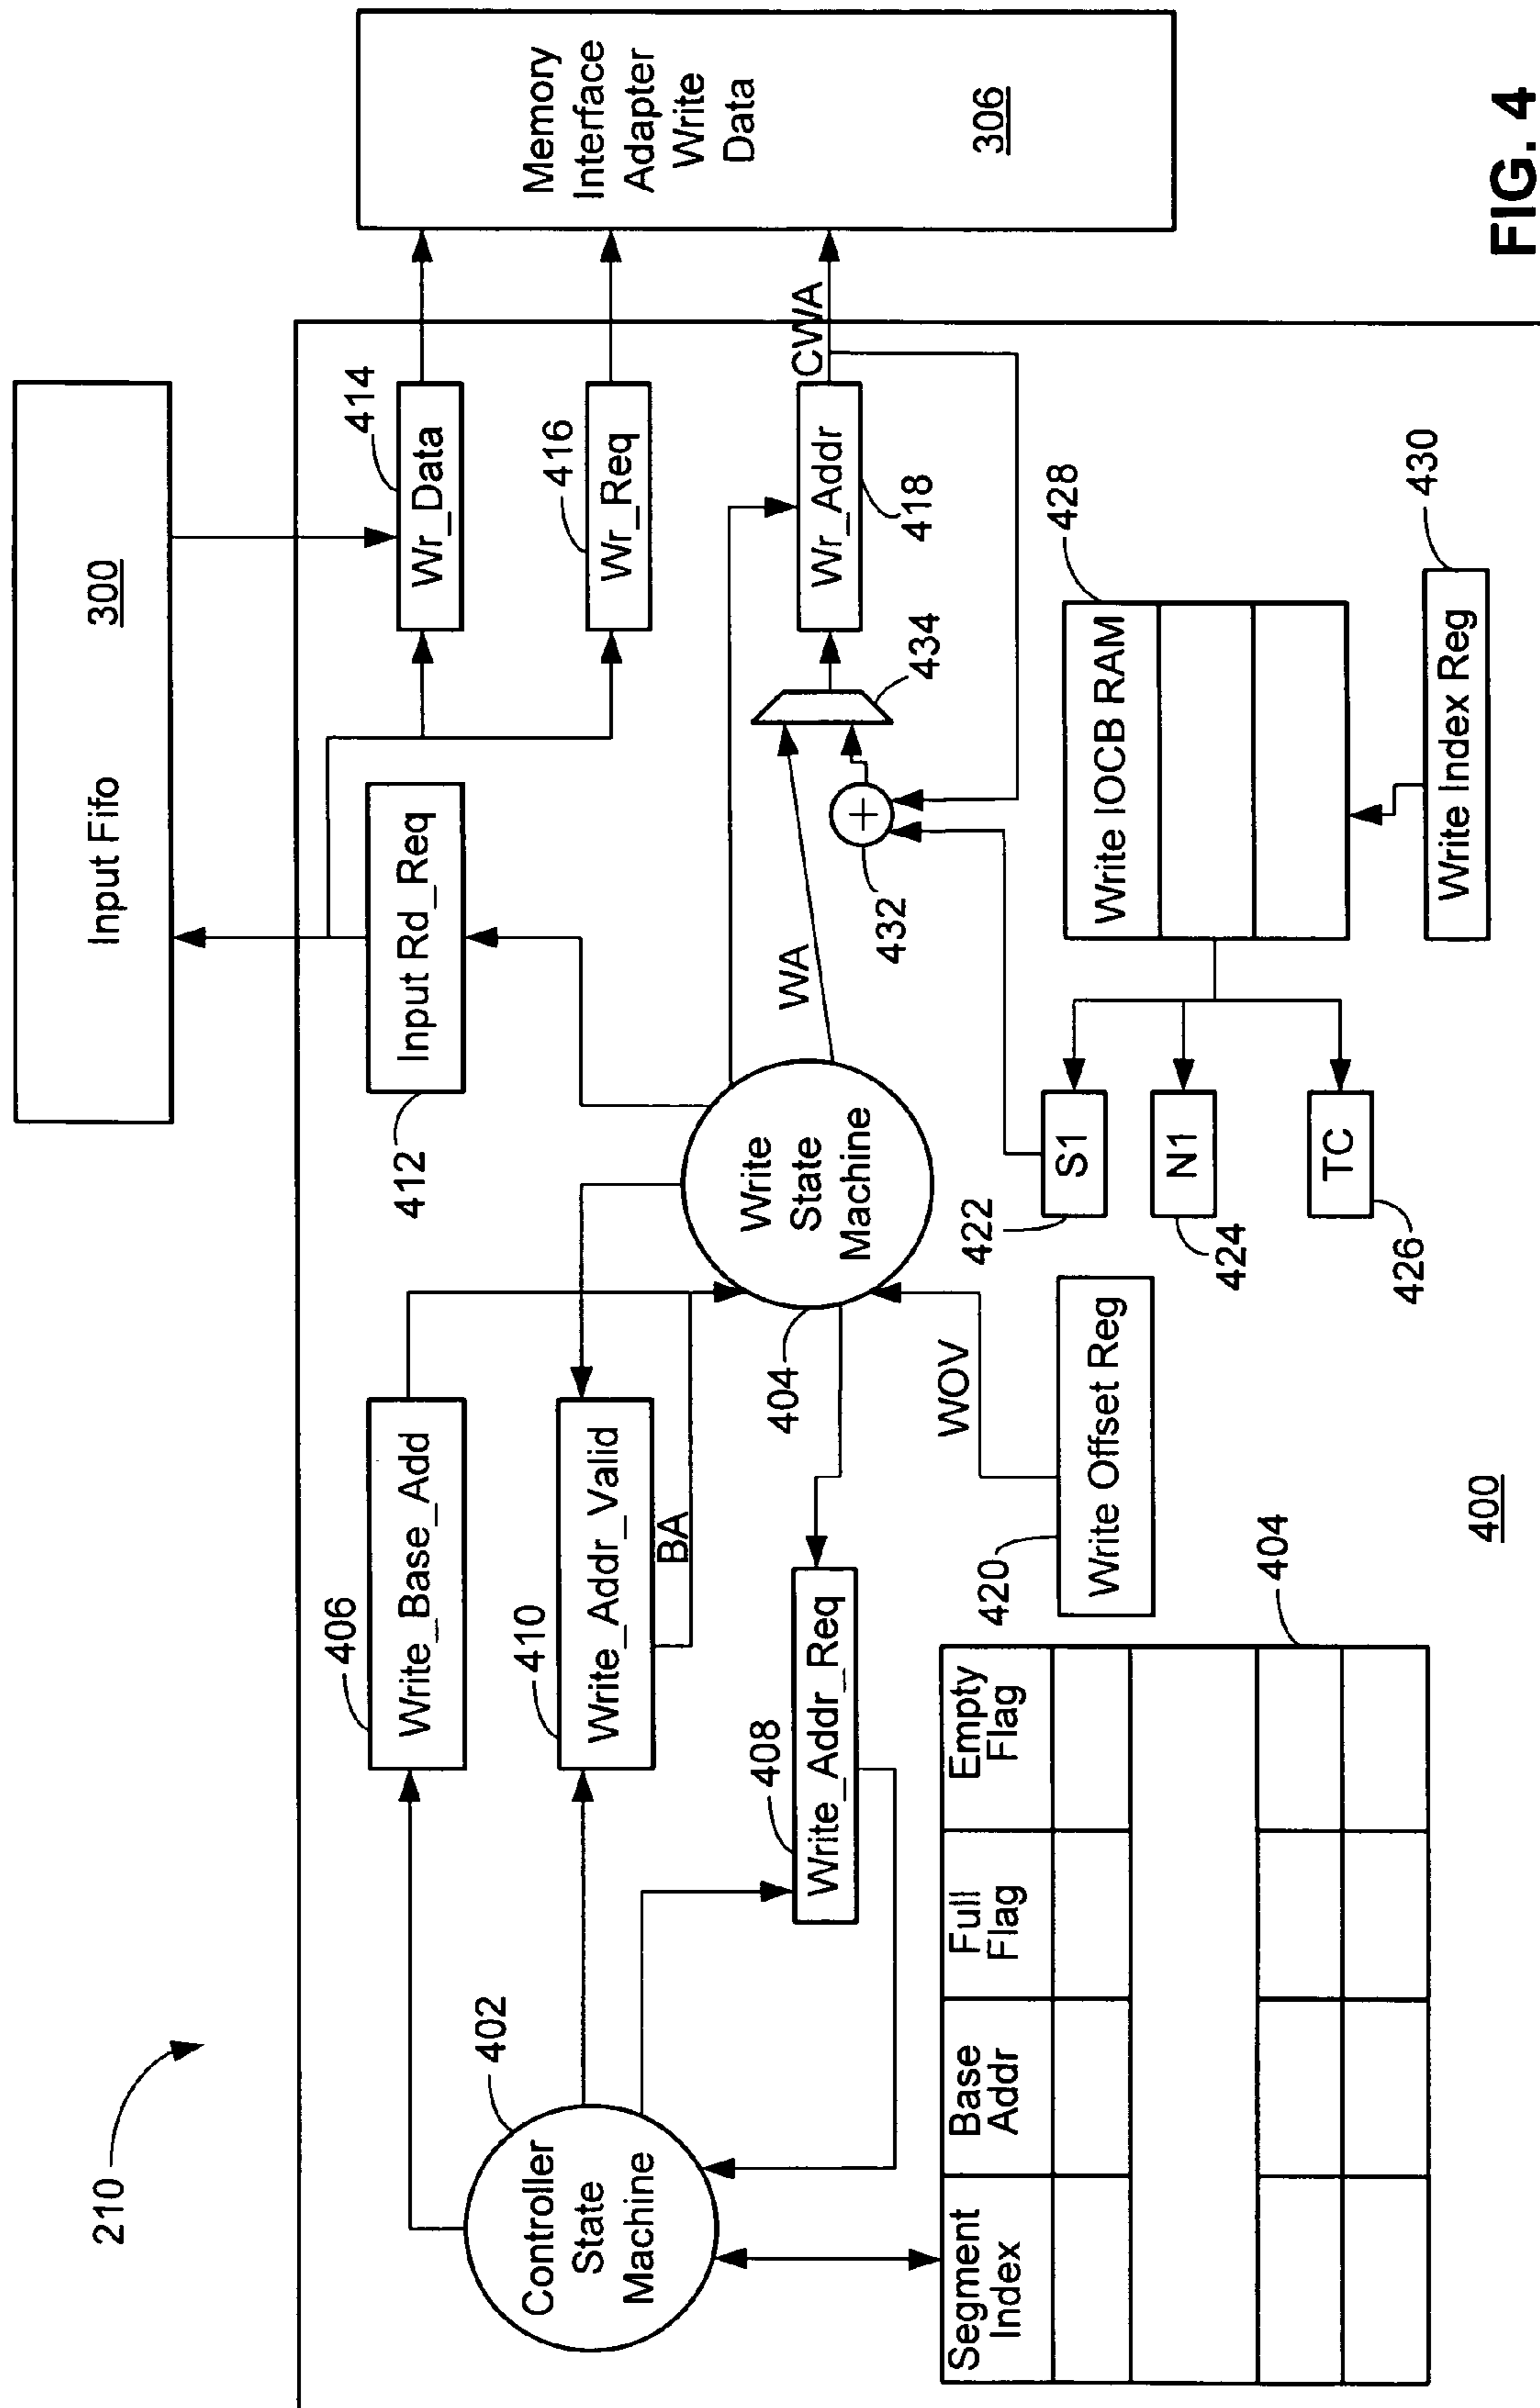 210
Input Fifo
300
Memory
Interface
Adapter
Write
Data
306
402
Controller
State
Machine
406
Write_Base_Add
410
Write_Addr_Valid
BA
408
Write_Addr_Req
412
Input Rd_Req
414
Wr_Data
416
Wr_Req
Wr_Addr
418
CWA
Write
State
Machine
404
WA
434
+
432
WOV
420
Write Offset Reg
S1
422
N1
424
TC
426
Write IOCB RAM
428
Write Index Reg
430
Segment
Index
Base
Addr
Full
Flag
Empty
Flag
404
400
FIG. 4